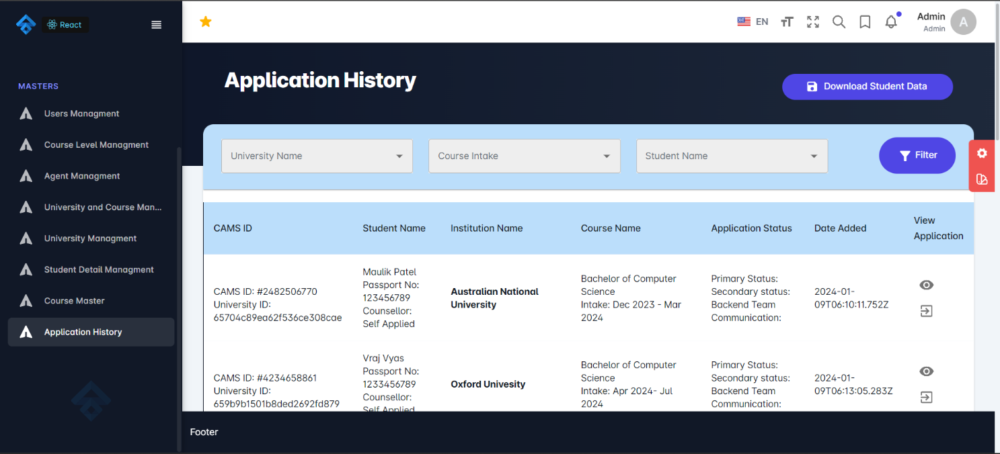 React
EN
Admin
Admin
A
MASTERS
Users Managment
Course Level Managment
Agent Managment
University and Course Man...
University Managment
Student Detail Managment
Course Master
Application History
Application History
Download Student Data
University Name
Course Intake
Student Name
Filter
CAMS ID
Student Name
Institution Name
Course Name
Application Status
Date Added
View
Application
CAMS ID: #2482506770
University ID:
65704c89ea62f536ce308cae
Maulik Patel
Passport No:
123456789
Counsellor:
Self Applied
Australian National
University
Bachelor of Computer
Science
Intake: Dec 2023 - Mar
2024
Primary Status:
Secondary status:
Backend Team
Communication:
2024-01-
09T06:10:11.752Z
CAMS ID: #4234658861
University ID:
659b9b1501b8ded2692fd879
Vraj Vyas
Passport No:
1233456789
Counsellor:
Self Applied
Oxford Univesity
Bachelor of Computer
Science
Intake: Apr 2024- Jul
2024
Primary Status:
Secondary status:
Backend Team
Communication:
2024-01-
09T06:13:05.283Z
Footer